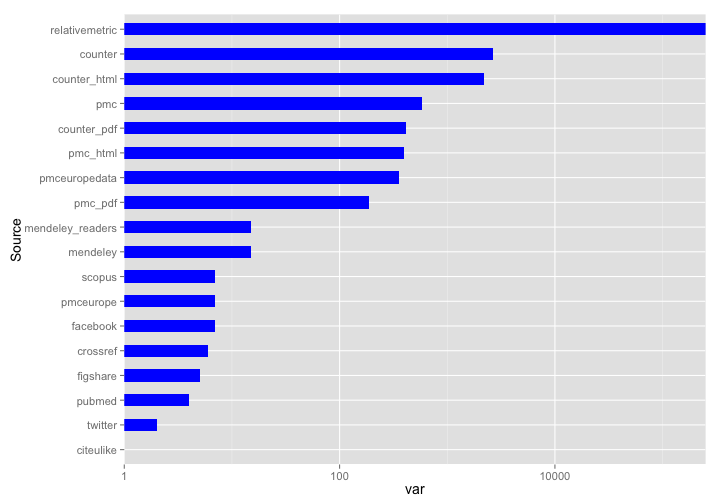 relativemetric
counter
counter_html
pmc
counter_pdf
pmc_html
pmceuropedata
pmc_pdf
mendeley_readers
mendeley
scopus
pmceurope
facebook
crossref
figshare
pubmed
twitter
citeulike
Source
1 100 10000
var